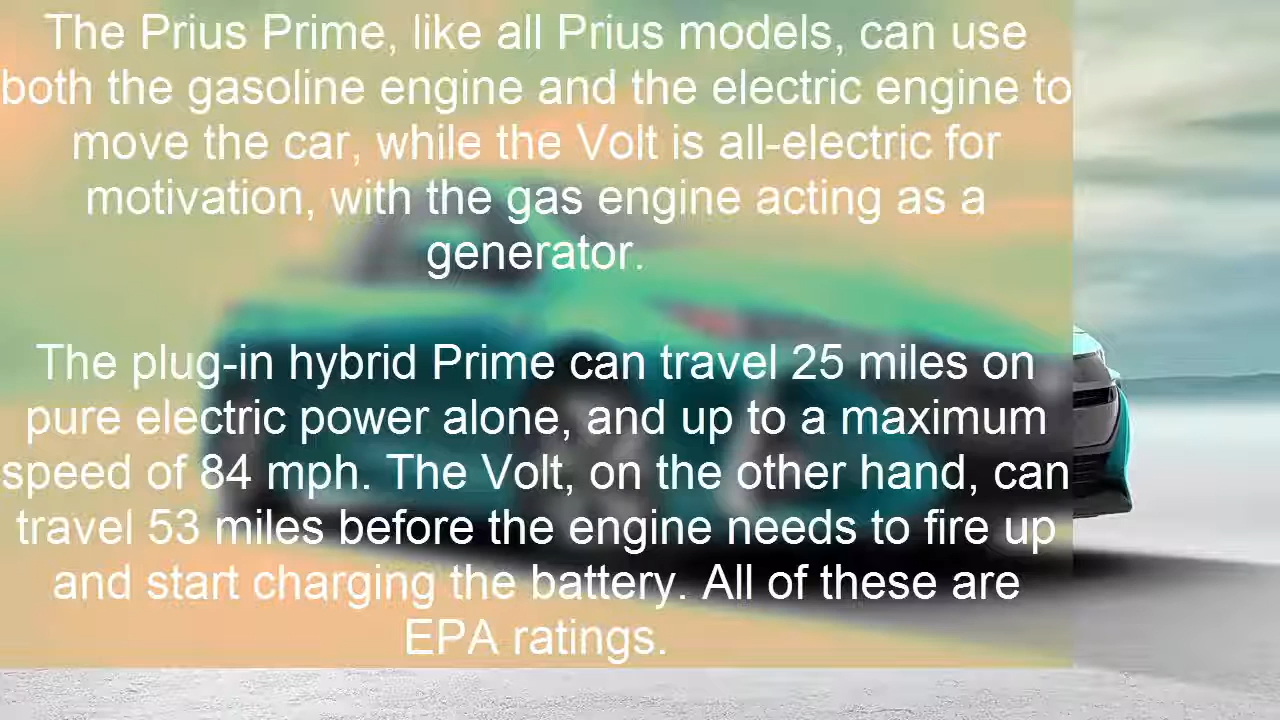 The Prius Prime, like all Prius models, can use
both the gasoline engine and the electric engine to
move the car, while the Volt is all-electric for
motivation, with the gas engine acting as a
generator.
The plug-in hybrid Prime can travel 25 miles on
pure electric power alone, and up to a maximum
speed of 84 mph. The Volt, on the other hand, can
travel 53 miles before the engine needs to fire up
and start charging the battery. All of these are
EPA ratings.